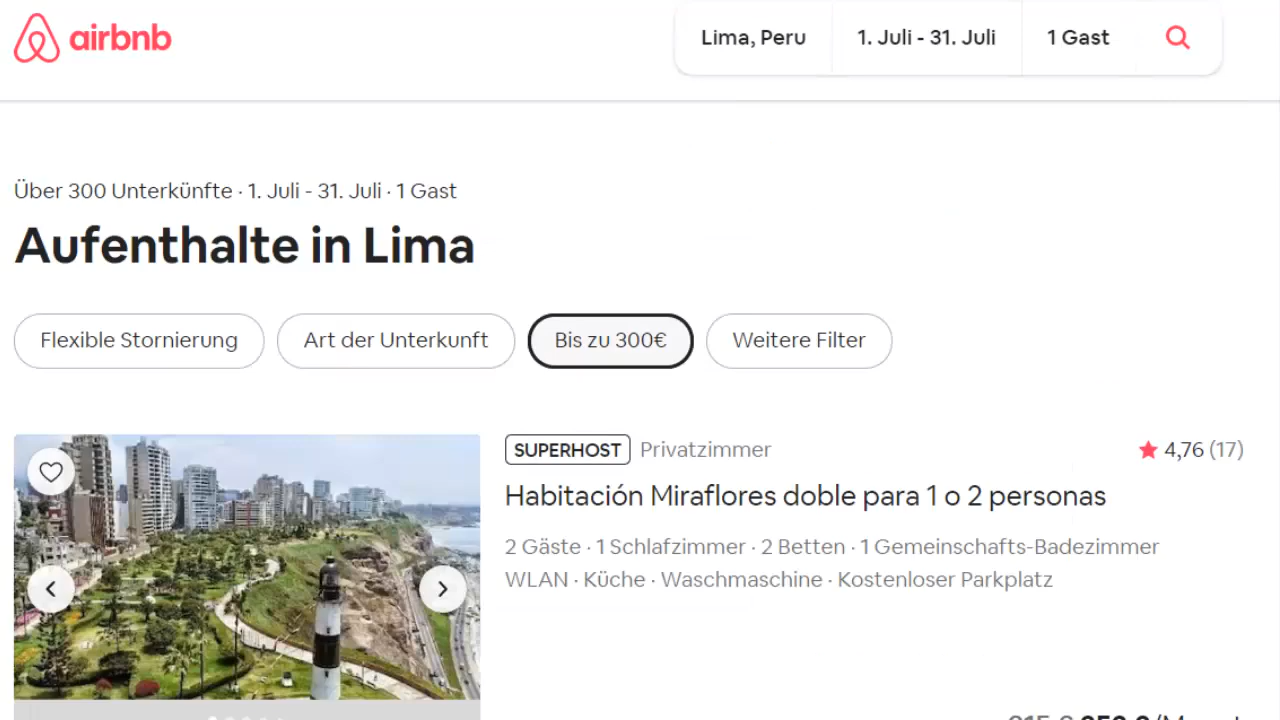 airbnb
Lima, Peru
1. Juli - 31. Juli
1 Gast
Über 300 Unterkünfte · 1. Juli - 31. Juli · 1 Gast
Aufenthalte in Lima
Flexible Stornierung
Art der Unterkunft
Bis zu 300€
Weitere Filter
SUPERHOST Privatzimmer
4,76 (17)
Habitación Miraflores doble para 1 o 2 personas
2 Gäste · 1 Schlafzimmer · 2 Betten · 1 Gemeinschafts-Badezimmer
WLAN · Küche · Waschmaschine · Kostenloser Parkplatz